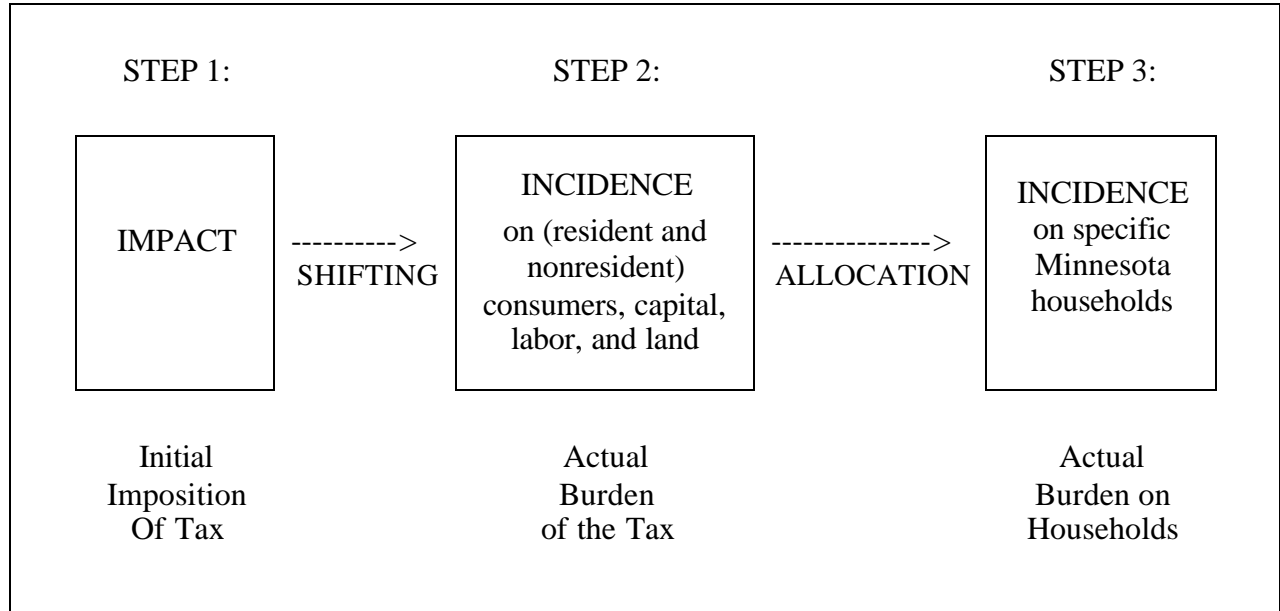 STEP 1:
STEP 2:
STEP 3:
IMPACT
---------->
SHIFTING
INCIDENCE
on (resident and
nonresident)
consumers, capital,
labor, and land
--------------->
ALLOCATION
INCIDENCE
on specific
Minnesota
households
Initial
Imposition
Of Tax
Actual
Burden
of the Tax
Actual
Burden on
Households